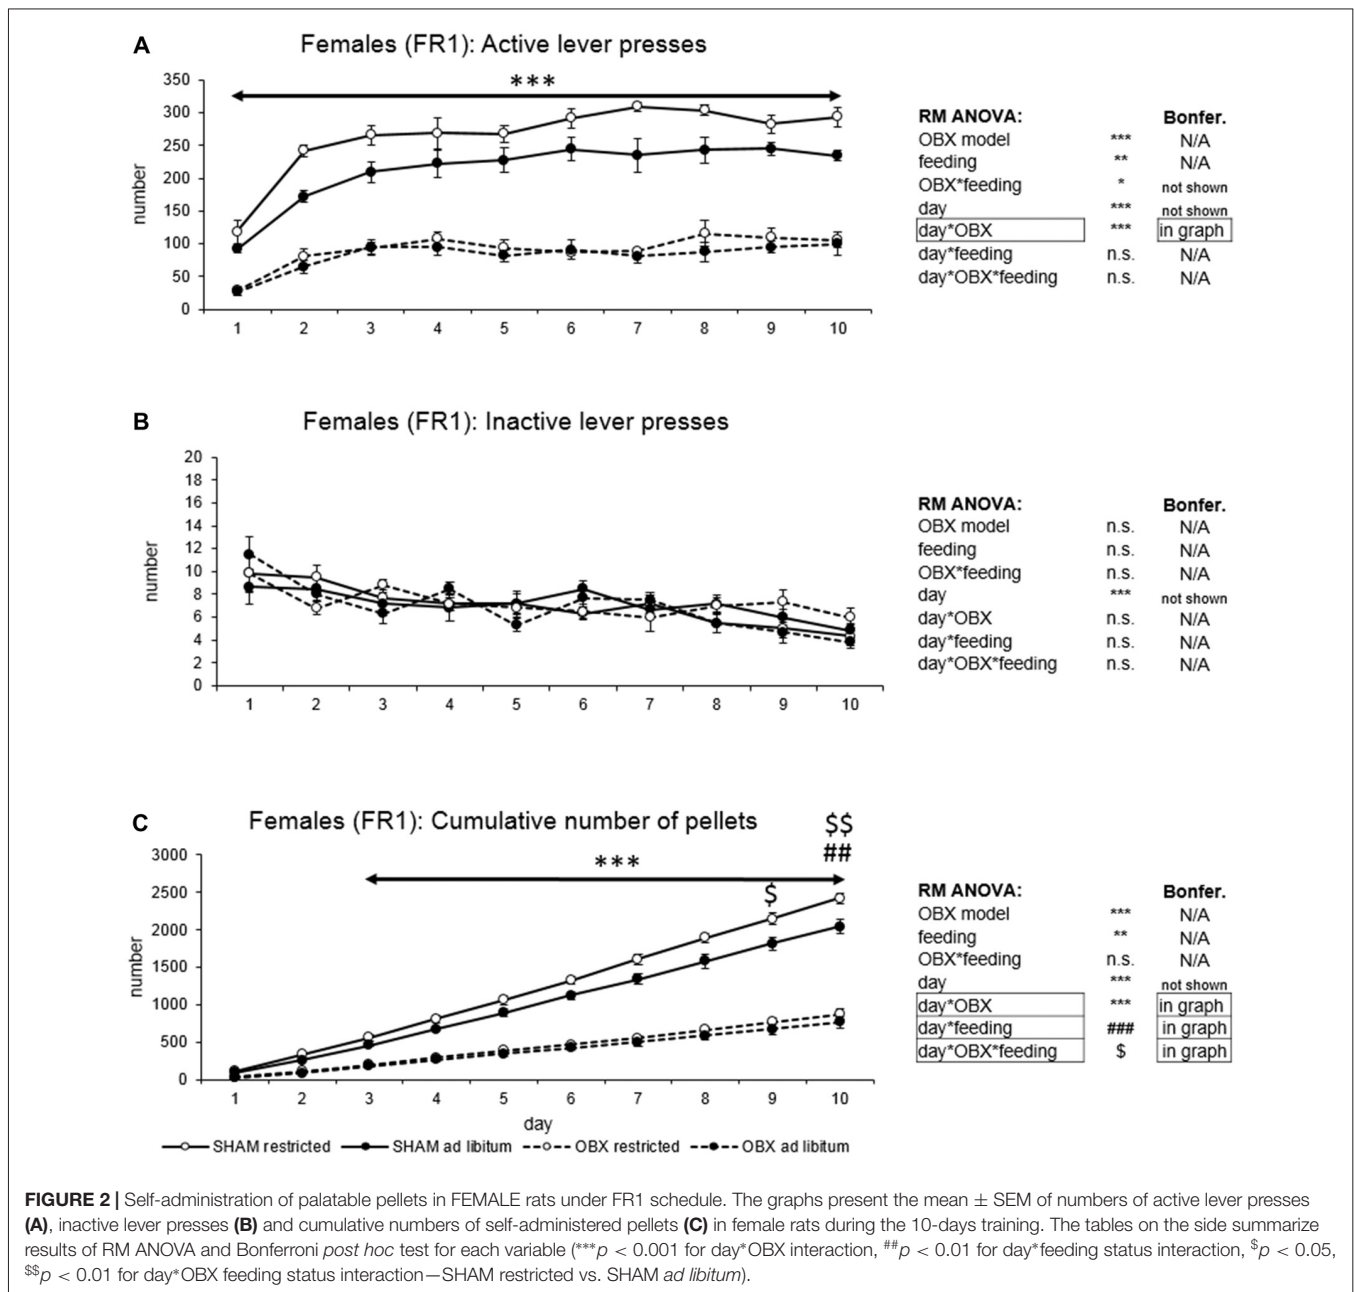 A
Females (FR1): Active lever presses
***
350
300
250
200
150
100
50
0
number
1 2 3 4 5 6 7 8 9 10
RM ANOVA: Bonfer.
OBX model *** N/A
feeding ** N/A
OBX*feeding * not shown
day *** not shown
day*OBX *** in graph
day*feeding n.s. N/A
day*OBX*feeding n.s. N/A
B
Females (FR1): Inactive lever presses
20
18
16
14
12
10
8
6
4
2
0
number
1 2 3 4 5 6 7 8 9 10
RM ANOVA: Bonfer.
OBX model n.s. N/A
feeding n.s. N/A
OBX*feeding n.s. N/A
day *** not shown
day*OBX n.s. N/A
day*feeding n.s. N/A
day*OBX*feeding n.s. N/A
C
Females (FR1): Cumulative number of pellets
$$
##
***
$
3000
2500
2000
1500
1000
500
0
number
1 2 3 4 5 6 7 8 9 10
day
RM ANOVA: Bonfer.
OBX model *** N/A
feeding ** N/A
OBX*feeding n.s. N/A
day *** not shown
day*OBX *** in graph
day*feeding ### in graph
day*OBX*feeding $ in graph
SHAM restricted SHAM ad libitum OBX restricted OBX ad libitum
FIGURE 2 | Self-administration of palatable pellets in FEMALE rats under FR1 schedule. The graphs present the mean ± SEM of numbers of active lever presses
(A), inactive lever presses (B) and cumulative numbers of self-administered pellets (C) in female rats during the 10-days training. The tables on the side summarize
results of RM ANOVA and Bonferroni post hoc test for each variable (***p < 0.001 for day*OBX interaction, ##p < 0.01 for day*feeding status interaction, $p < 0.05,
$$p < 0.01 for day*OBX feeding status interaction—SHAM restricted vs. SHAM ad libitum).